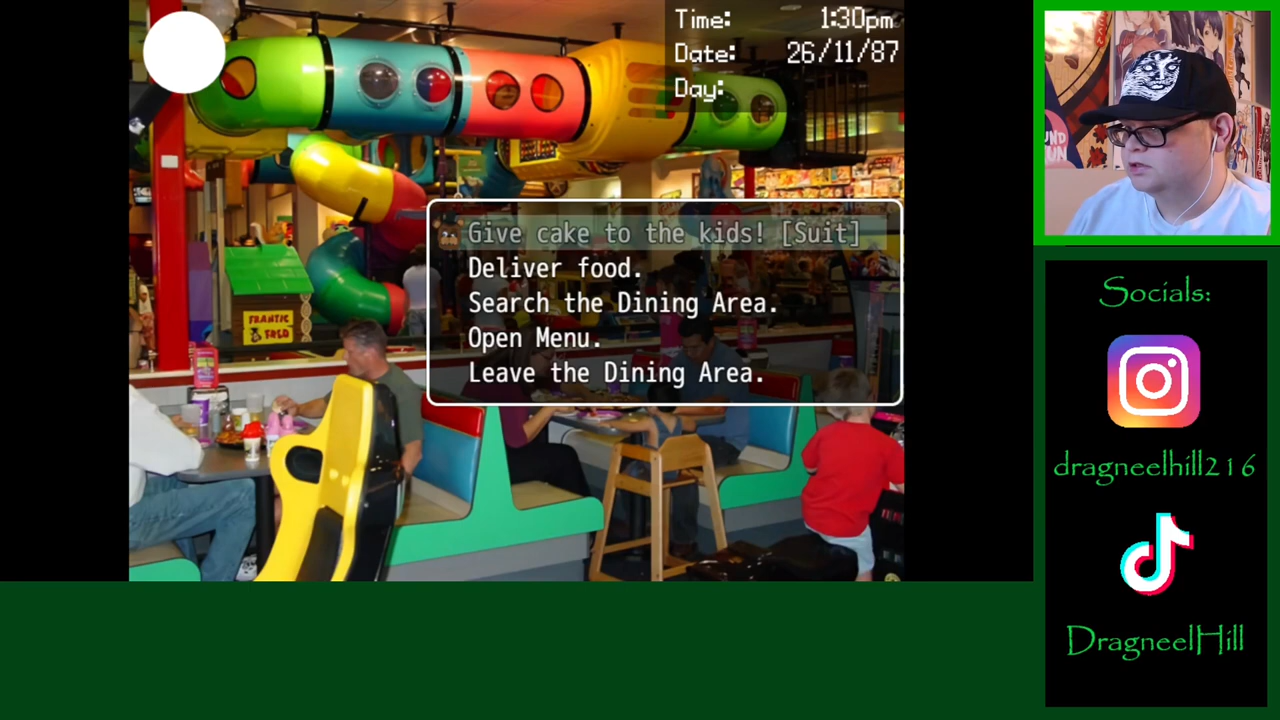 Time: 1:30pm
Date: 26/11/87
Day:
Give cake to the kids! [Suit]
Deliver food.
Search the Dining Area.
Open Menu.
Leave the Dining Area.
FRANTIC
FRED
Socials:
dragneelhill216
DragneelHill